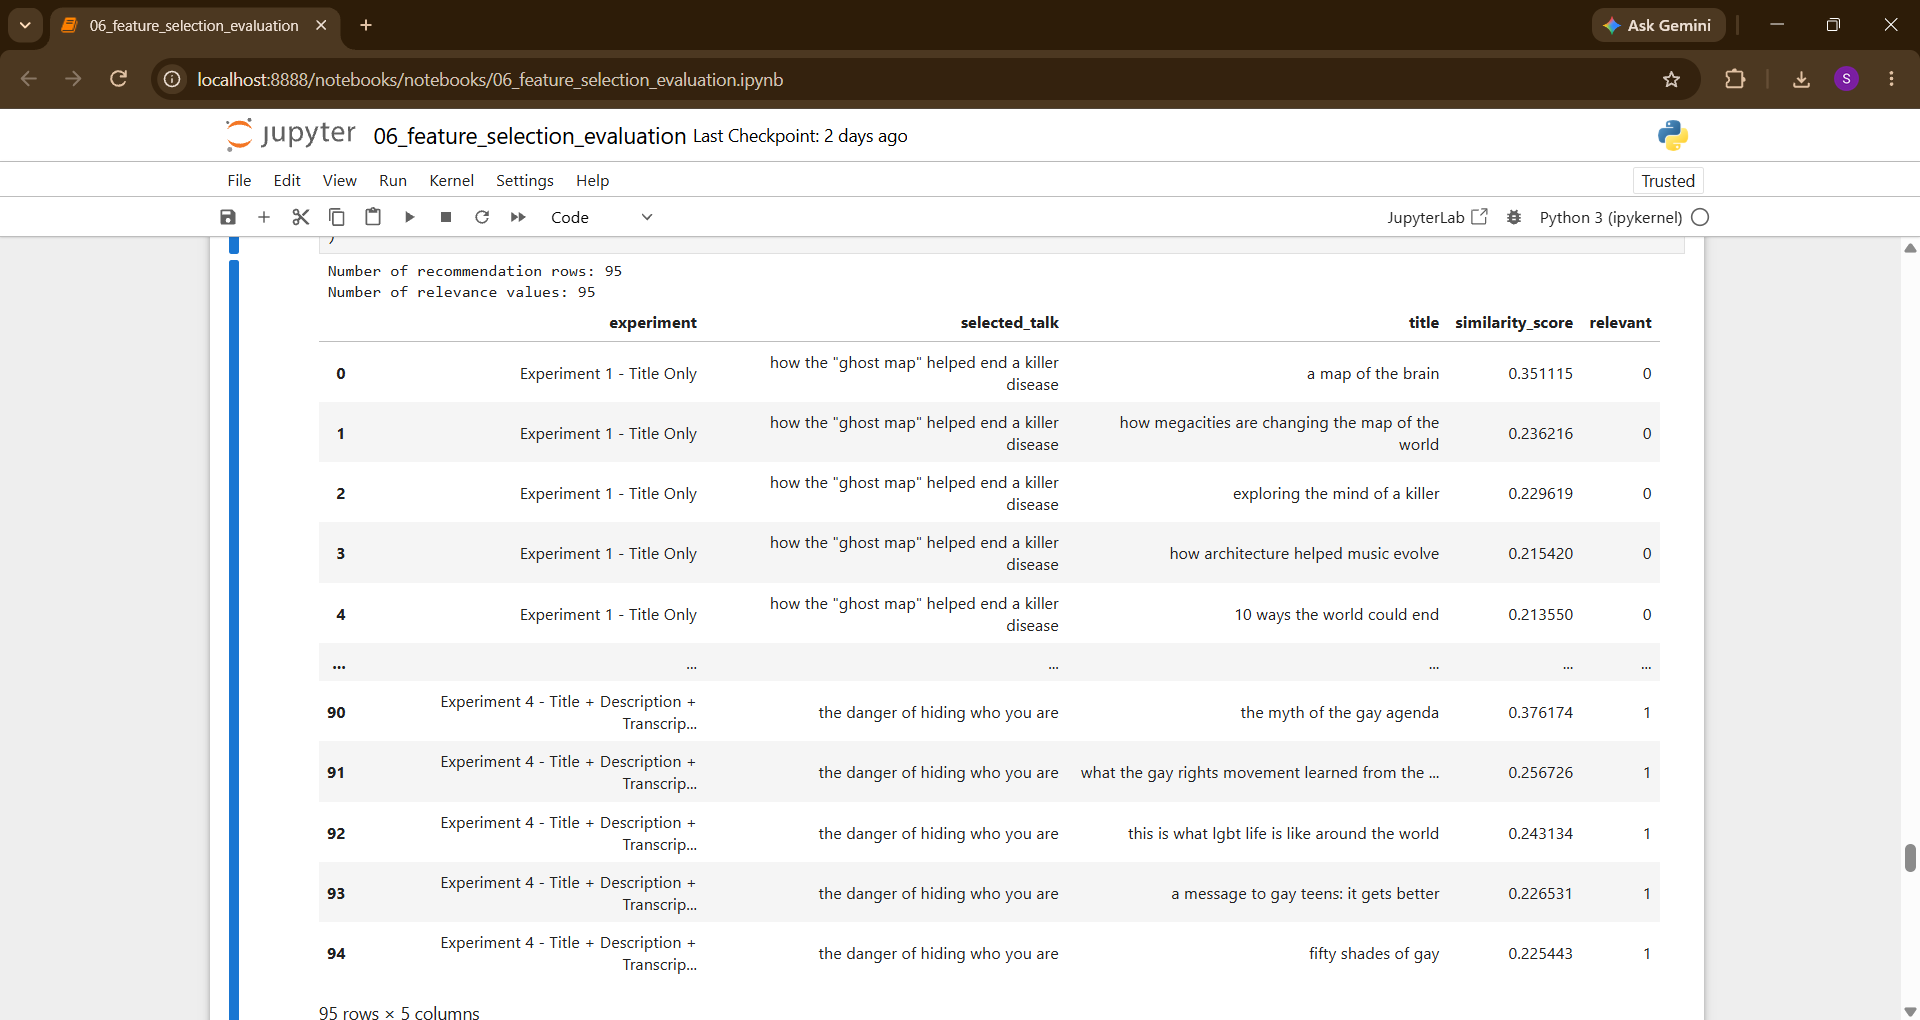 06_feature_selection_evaluation
Ask Gemini
localhost:8888/notebooks/notebooks/06_feature_selection_evaluation.ipynb
S
jupyter 06_feature_selection_evaluation Last Checkpoint: 2 days ago
File Edit View Run Kernel Settings Help
Trusted
Code
JupyterLab
Python 3 (ipykernel)
)
Number of recommendation rows: 95
Number of relevance values: 95
experiment selected_talk title similarity_score relevant
0 Experiment 1 - Title Only how the "ghost map" helped end a killer disease a map of the brain 0.351115 0
1 Experiment 1 - Title Only how the "ghost map" helped end a killer disease how megacities are changing the map of the world 0.236216 0
2 Experiment 1 - Title Only how the "ghost map" helped end a killer disease exploring the mind of a killer 0.229619 0
3 Experiment 1 - Title Only how the "ghost map" helped end a killer disease how architecture helped music evolve 0.215420 0
4 Experiment 1 - Title Only how the "ghost map" helped end a killer disease 10 ways the world could end 0.213550 0
... ... ... ... ... ...
90 Experiment 4 - Title + Description + Transcrip... the danger of hiding who you are the myth of the gay agenda 0.376174 1
91 Experiment 4 - Title + Description + Transcrip... the danger of hiding who you are what the gay rights movement learned from the ... 0.256726 1
92 Experiment 4 - Title + Description + Transcrip... the danger of hiding who you are this is what lgbt life is like around the world 0.243134 1
93 Experiment 4 - Title + Description + Transcrip... the danger of hiding who you are a message to gay teens: it gets better 0.226531 1
94 Experiment 4 - Title + Description + Transcrip... the danger of hiding who you are fifty shades of gay 0.225443 1
95 rows × 5 columns